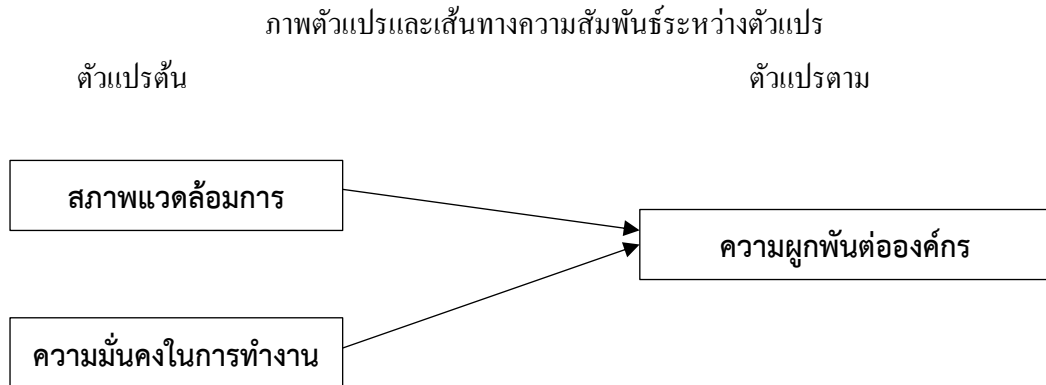 ภาพตัวแปรและเส้นทางความสัมพันธ์ระหว่างตัวแปร
ตัวแปรต้น
ตัวแปรตาม
สภาพแวดล้อมการ
ความผูกพันต่อองค์กร
ความมั่นคงในการทำงาน